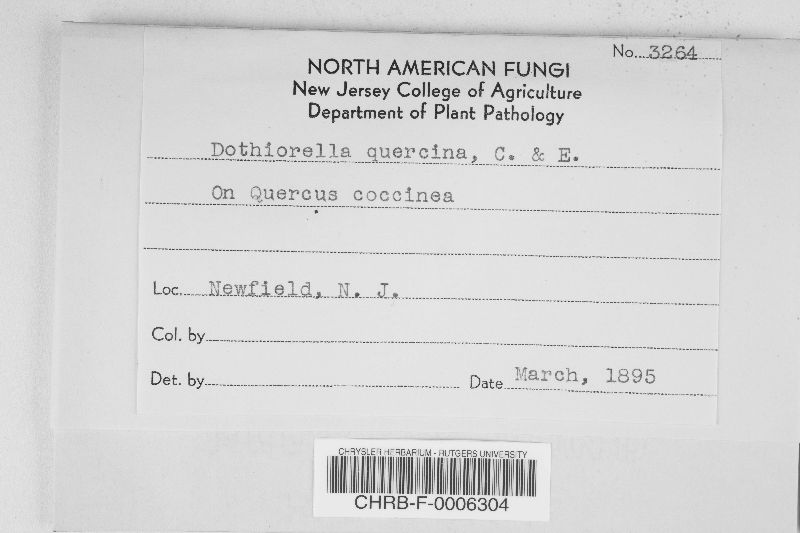 No. 3264
NORTH AMERICAN FUNGI
New Jersey College of Agriculture
Department of Plant Pathology
Dothiorella quercina, C. & E.
On Quercus coccinea
Loc. Newfield, N. J.
Col. by
Det. by Date March, 1895
CHRYSLER HERBARIUM - RUTGERS UNIVERSITY
CHRB-F-0006304